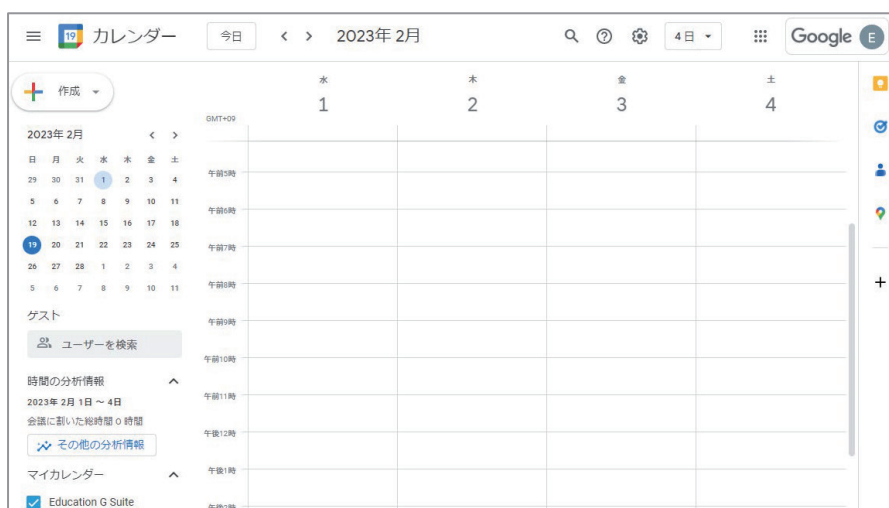 19 カレンダー 今日 2023年 2月 4日 Google E
作成
水 木 金 土
1 2 3 4
GMT+09
2023年 2月
日 月 火 水 木 金 土
29 30 31 1 2 3 4
5 6 7 8 9 10 11
12 13 14 15 16 17 18
19 20 21 22 23 24 25
26 27 28 1 2 3 4
5 6 7 8 9 10 11
ゲスト
ユーザーを検索
時間の分析情報
2023年 2月 1日 ~ 4日
会議に割いた総時間 0 時間
その他の分析情報
マイカレンダー
Education G Suite
午前5時
午前6時
午前7時
午前8時
午前9時
午前10時
午前11時
午後12時
午後1時
午後2時